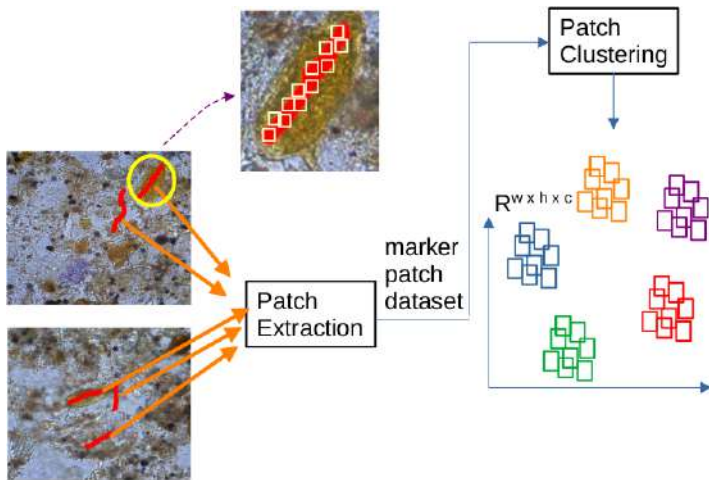 Patch
Clustering
R^{w x h x c}
marker
patch
dataset
Patch
Extraction